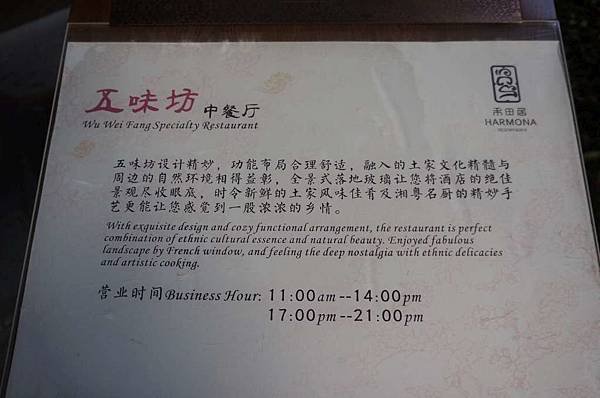 五味坊 中餐厅
Wu Wei Fang Specialty Restaurant
禾田居
HARMONA
五味坊设计精妙，功能布局合理舒适，融入的土家文化精髓与
周边的自然环境相得益彰，全景式落地玻璃让您将酒店的绝佳
景观尽收眼底，时令新鲜的土家风味佳肴及湘粤名厨的精妙手
艺更能让您感觉到一股浓浓的乡情。
With exquisite design and cozy functional arrangement, the restaurant is perfect
combination of ethnic cultural essence and natural beauty. Enjoyed fabulous
landscape by French window, and feeling the deep nostalgia with ethnic delicacies
and artistic cooking.
营业时间Business Hour: 11:00am--14:00pm
17:00pm--21:00pm